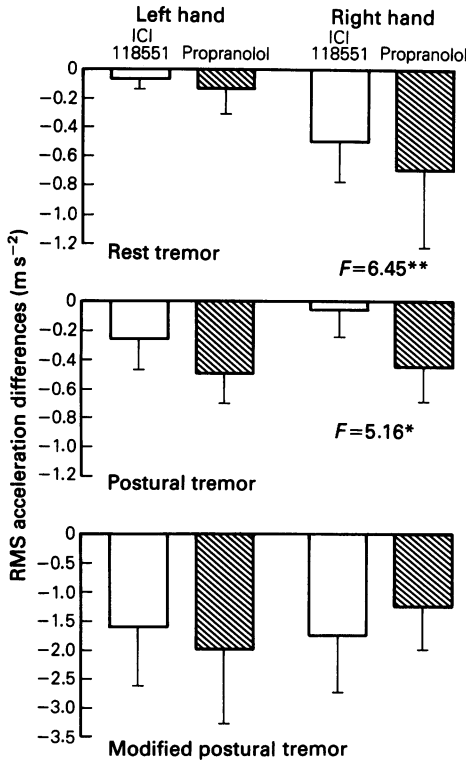 Left hand Right hand
ICI ICI
118551 Propranolol 118551 Propranolol
RMS acceleration differences (m s⁻²)
0
−0.2
−0.4
−0.6
−0.8
−1.0
−1.2
Rest tremor
F=6.45**
0
−0.2
−0.4
−0.6
−0.8
−1.0
−1.2
F=5.16*
Postural tremor
0
−0.5
−1.0
−1.5
−2.0
−2.5
−3.0
−3.5
Modified postural tremor